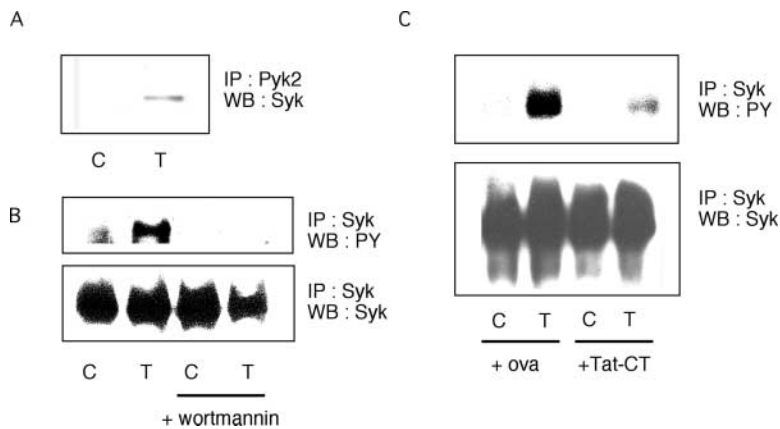 A
IP : Pyk2
WB : Syk
C T
B
IP : Syk
WB : PY
IP : Syk
WB : Syk
C T C T
+ wortmannin
C
IP : Syk
WB : PY
IP : Syk
WB : Syk
C T C T
+ ova +Tat-CT